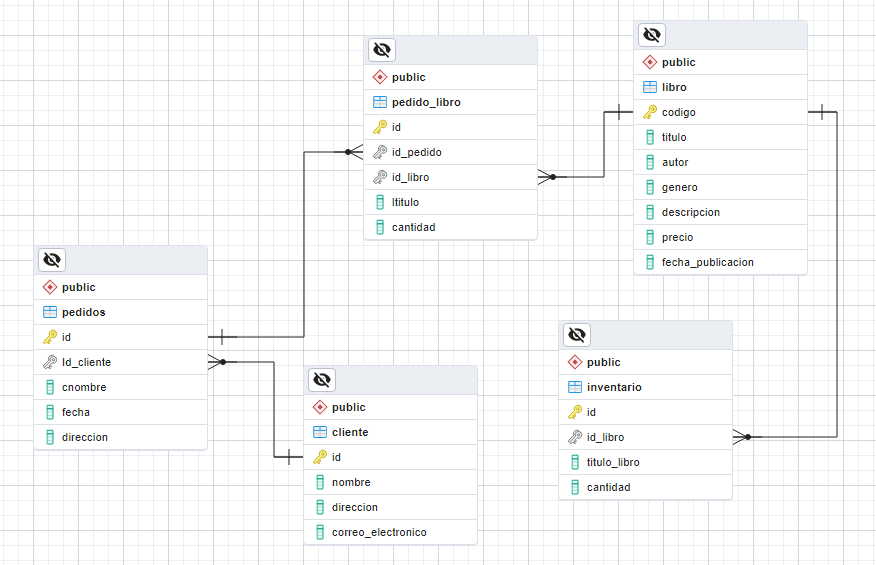 public
pedido_libro
id
id_pedido
id_libro
ltitulo
cantidad
public
libro
codigo
titulo
autor
genero
descripcion
precio
fecha_publicacion
public
pedidos
id
Id_cliente
cnombre
fecha
direccion
public
cliente
id
nombre
direccion
correo_electronico
public
inventario
id
id_libro
titulo_libro
cantidad